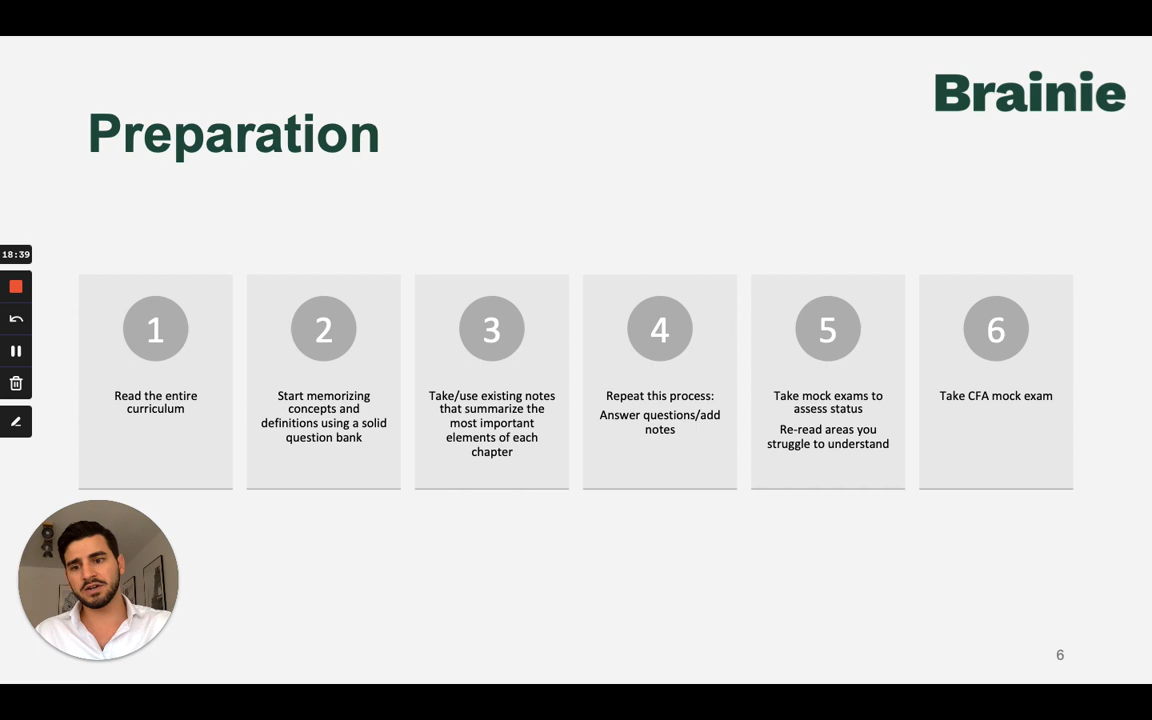 Brainie
Preparation
18:39
1
Read the entire
curriculum
2
Start memorizing
concepts and
definitions using a solid
question bank
3
Take/use existing notes
that summarize the
most important
elements of each
chapter
4
Repeat this process:
Answer questions/add
notes
5
Take mock exams to
assess status
Re-read areas you
struggle to understand
6
Take CFA mock exam
6